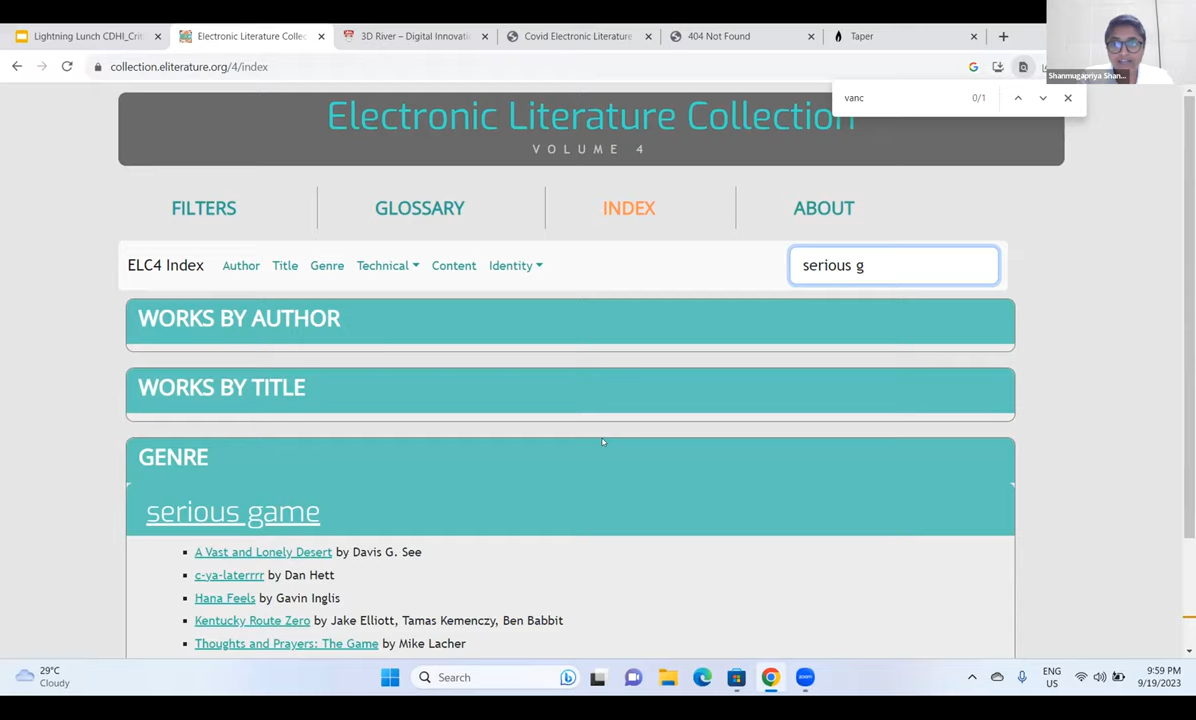 Lightning Lunch CDHI_Crit
Electronic Literature Collec
3D River – Digital Innovati
Covid Electronic Literature
404 Not Found
Taper
collection.eliterature.org/4/index
Shanmugapriya Shan...
vanc
0/1
Electronic Literature Collection
VOLUME 4
FILTERS
GLOSSARY
INDEX
ABOUT
ELC4 Index
Author
Title
Genre
Technical
Content
Identity
serious g
WORKS BY AUTHOR
WORKS BY TITLE
GENRE
serious game
A Vast and Lonely Desert by Davis G. See
c-ya-laterrrr by Dan Hett
Hana Feels by Gavin Inglis
Kentucky Route Zero by Jake Elliott, Tamas Kemenczy, Ben Babbit
Thoughts and Prayers: The Game by Mike Lacher
29°C
Cloudy
Search
zoom
ENG
US
9:59 PM
9/19/2023